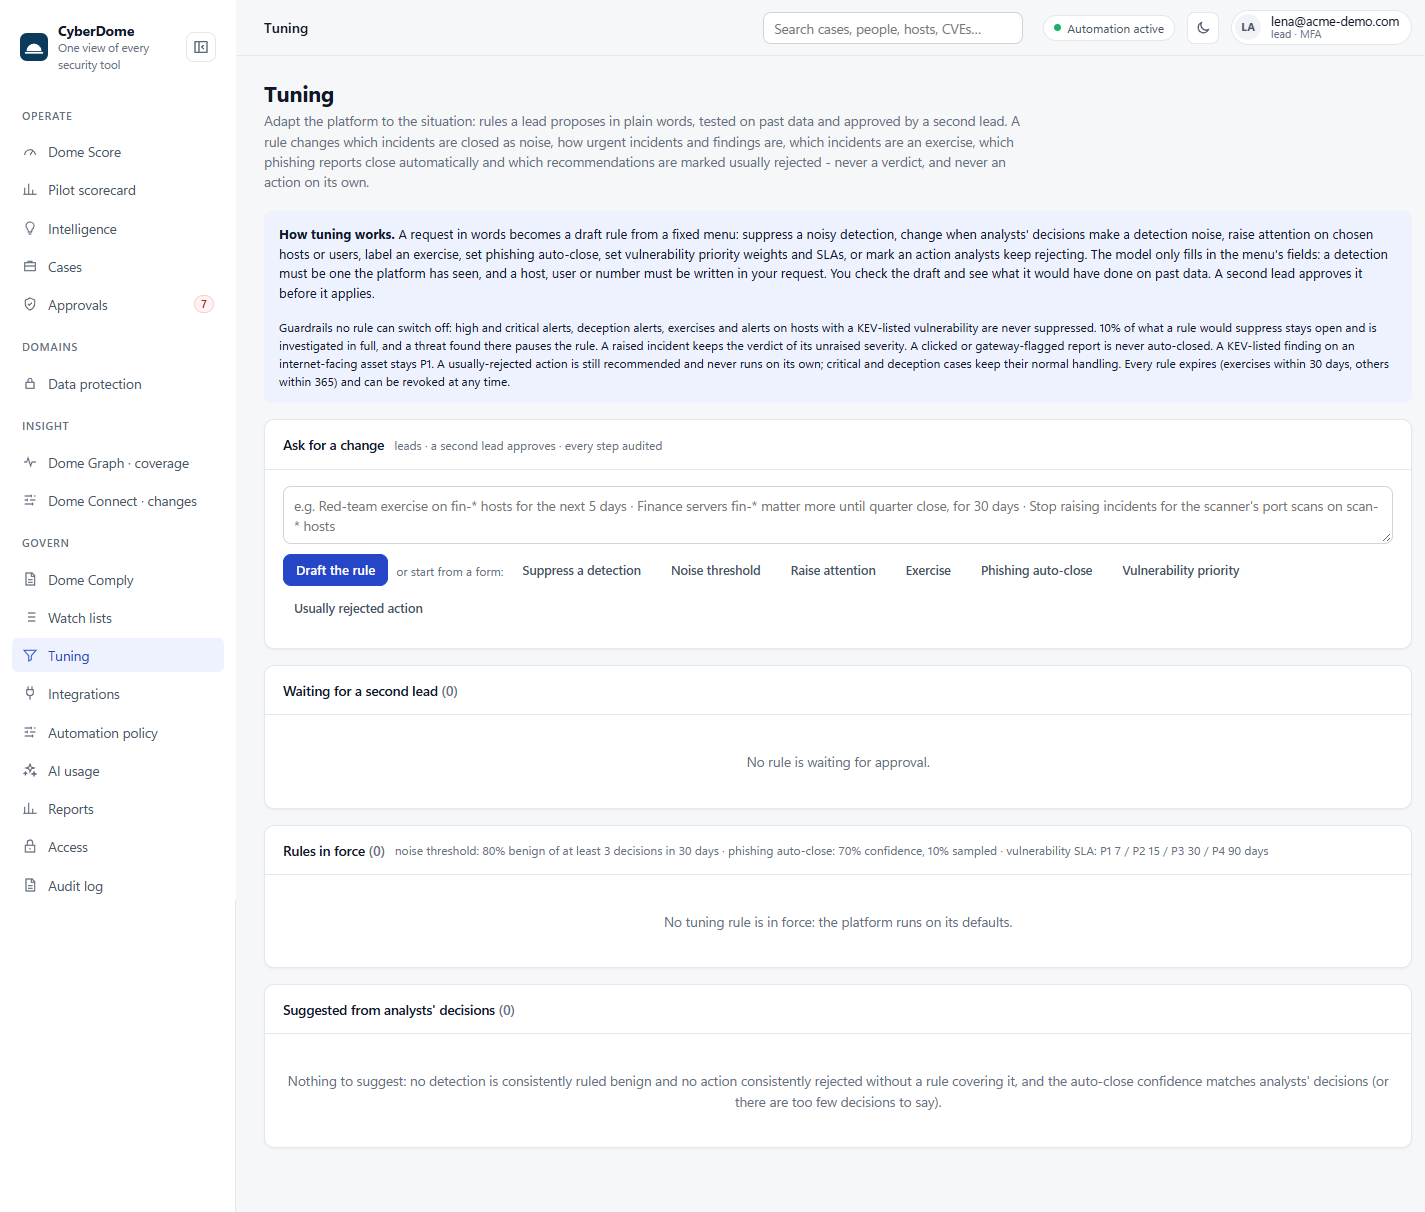 CyberDome
One view of every
security tool
OPERATE
Dome Score
Pilot scorecard
Intelligence
Cases
Approvals
7
DOMAINS
Data protection
INSIGHT
Dome Graph · coverage
Dome Connect · changes
GOVERN
Dome Comply
Watch lists
Tuning
Integrations
Automation policy
AI usage
Reports
Access
Audit log
Tuning
Search cases, people, hosts, CVEs...
Automation active
LA
lena@acme-demo.com
lead · MFA
Tuning
Adapt the platform to the situation: rules a lead proposes in plain words, tested on past data and approved by a second lead. A
rule changes which incidents are closed as noise, how urgent incidents and findings are, which incidents are an exercise, which
phishing reports close automatically and which recommendations are marked usually rejected - never a verdict, and never an
action on its own.
How tuning works. A request in words becomes a draft rule from a fixed menu: suppress a noisy detection, change when analysts' decisions make a detection noise, raise attention on chosen
hosts or users, label an exercise, set phishing auto-close, set vulnerability priority weights and SLAs, or mark an action analysts keep rejecting. The model only fills in the menu's fields: a detection
must be one the platform has seen, and a host, user or number must be written in your request. You check the draft and see what it would have done on past data. A second lead approves it
before it applies.
Guardrails no rule can switch off: high and critical alerts, deception alerts, exercises and alerts on hosts with a KEV-listed vulnerability are never suppressed. 10% of what a rule would suppress stays open and is
investigated in full, and a threat found there pauses the rule. A raised incident keeps the verdict of its unraised severity. A clicked or gateway-flagged report is never auto-closed. A KEV-listed finding on an
internet-facing asset stays P1. A usually-rejected action is still recommended and never runs on its own; critical and deception cases keep their normal handling. Every rule expires (exercises within 30 days, others
within 365) and can be revoked at any time.
Ask for a change leads · a second lead approves · every step audited
e.g. Red-team exercise on fin-* hosts for the next 5 days · Finance servers fin-* matter more until quarter close, for 30 days · Stop raising incidents for the scanner's port scans on scan-
* hosts
Draft the rule or start from a form: Suppress a detection Noise threshold Raise attention Exercise Phishing auto-close Vulnerability priority
Usually rejected action
Waiting for a second lead (0)
No rule is waiting for approval.
Rules in force (0) noise threshold: 80% benign of at least 3 decisions in 30 days · phishing auto-close: 70% confidence, 10% sampled · vulnerability SLA: P1 7 / P2 15 / P3 30 / P4 90 days
No tuning rule is in force: the platform runs on its defaults.
Suggested from analysts' decisions (0)
Nothing to suggest: no detection is consistently ruled benign and no action consistently rejected without a rule covering it, and the auto-close confidence matches analysts' decisions (or
there are too few decisions to say).